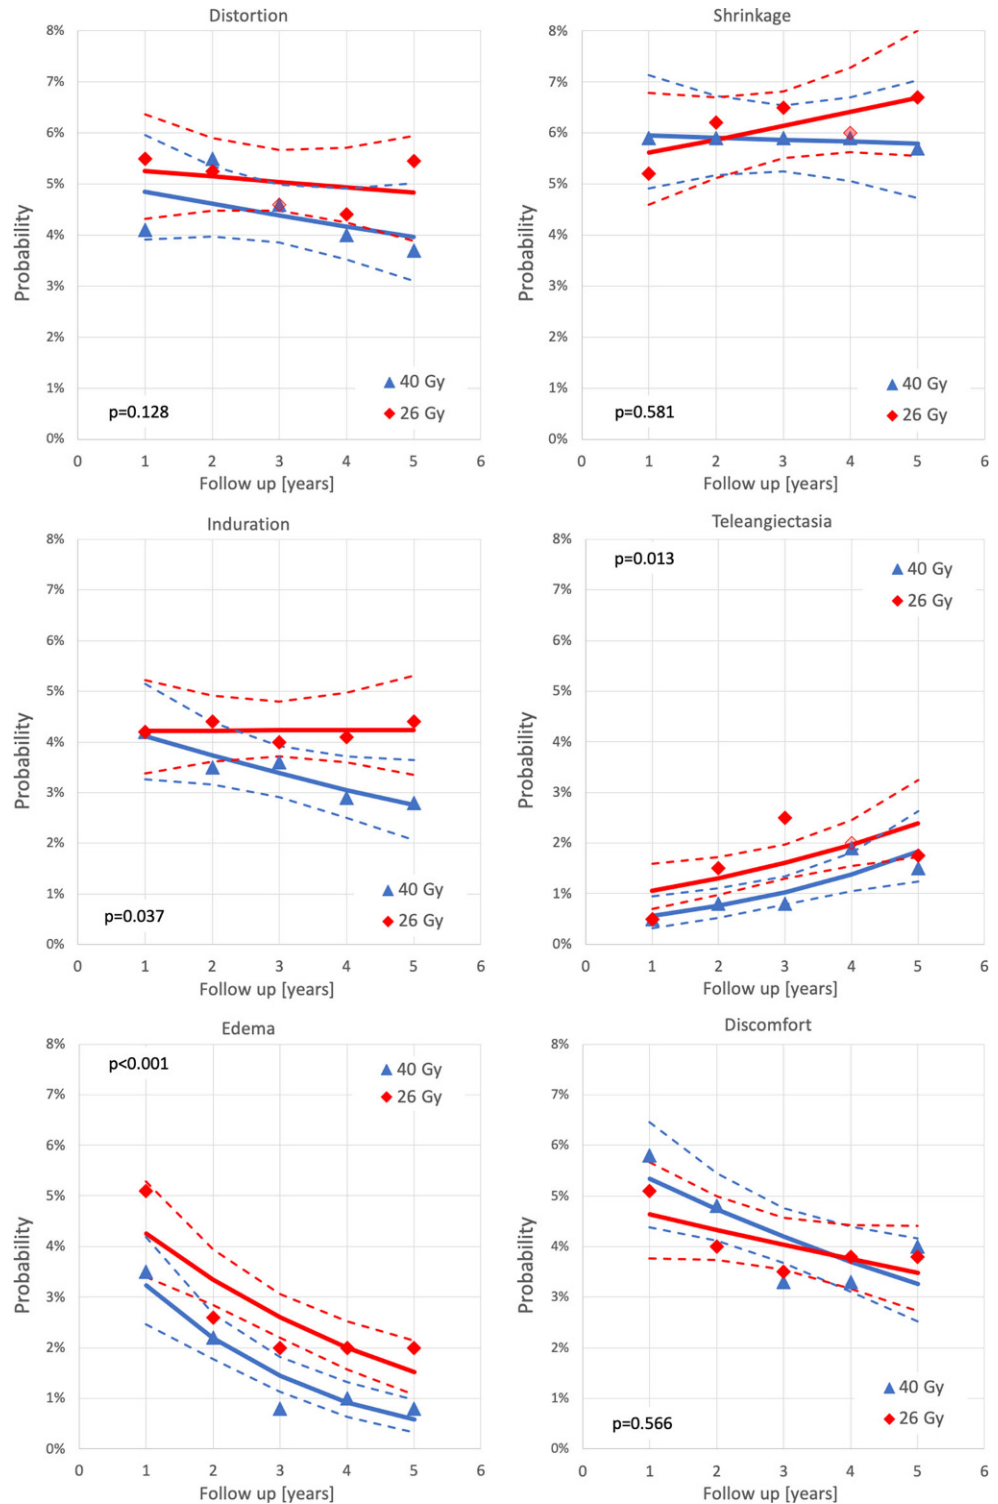 Distortion
8%
7%
6%
5%
4%
3%
2%
1%
0%
Probability
40 Gy
26 Gy
p=0.128
0 1 2 3 4 5 6
Follow up [years]
Shrinkage
8%
7%
6%
5%
4%
3%
2%
1%
0%
Probability
40 Gy
26 Gy
p=0.581
0 1 2 3 4 5 6
Follow up [years]
Induration
8%
7%
6%
5%
4%
3%
2%
1%
0%
Probability
40 Gy
26 Gy
p=0.037
0 1 2 3 4 5 6
Follow up [years]
Teleangiectasia
8%
7%
6%
5%
4%
3%
2%
1%
0%
Probability
p=0.013
40 Gy
26 Gy
0 1 2 3 4 5 6
Follow up [years]
Edema
8%
7%
6%
5%
4%
3%
2%
1%
0%
Probability
p<0.001
40 Gy
26 Gy
0 1 2 3 4 5 6
Follow up [years]
Discomfort
8%
7%
6%
5%
4%
3%
2%
1%
0%
Probability
40 Gy
26 Gy
p=0.566
0 1 2 3 4 5 6
Follow up [years]